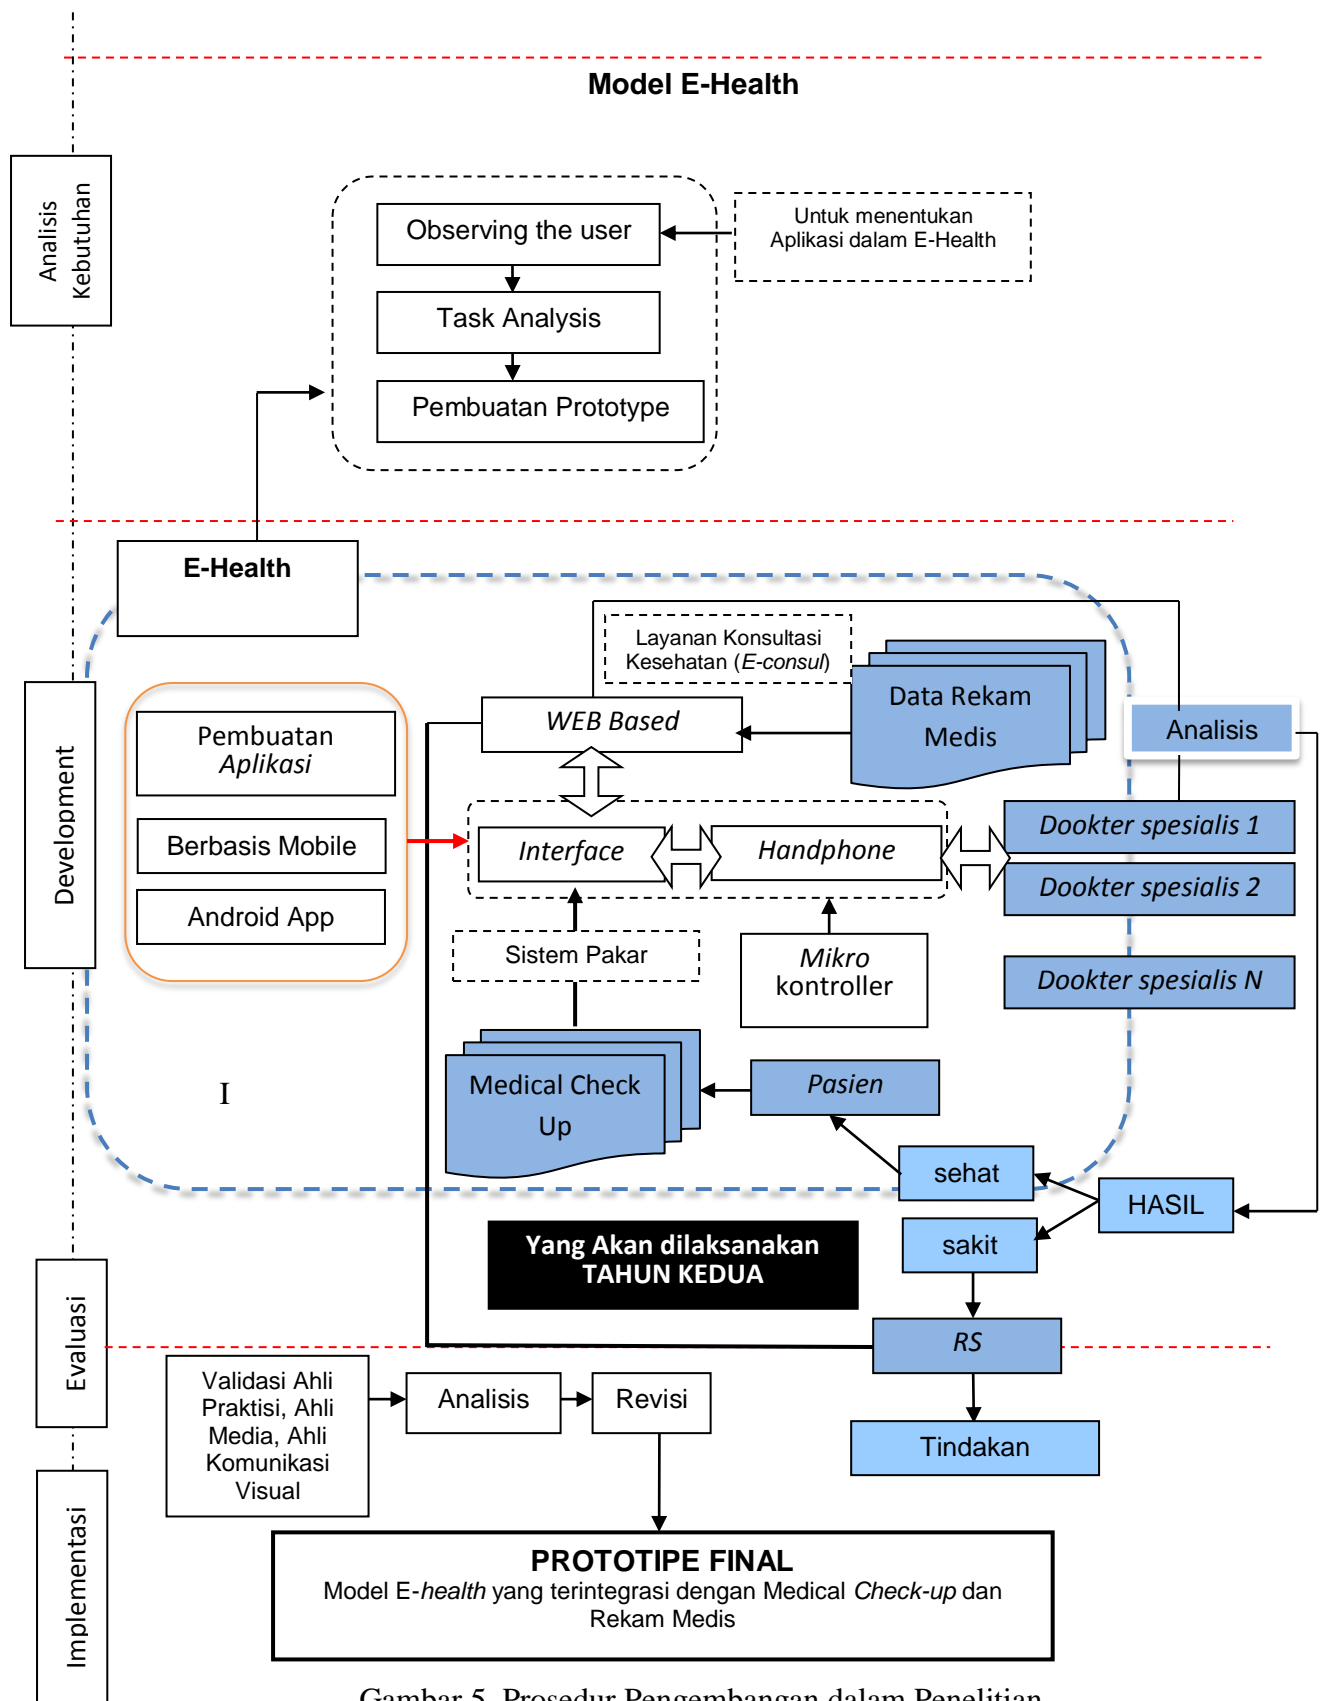 Model E-Health
Analisis
Kebutuhan
Observing the user
Untuk menentukan
Aplikasi dalam E-Health
Task Analysis
Pembuatan Prototype
E-Health
Development
Layanan Konsultasi
Kesehatan (E-consul)
Pembuatan
Aplikasi
WEB Based
Data Rekam
Medis
Analisis
Berbasis Mobile
Interface
Handphone
Dookter spesialis 1
Dookter spesialis 2
Android App
Sistem Pakar
Mikro
kontroller
Dookter spesialis N
I
Medical Check
Up
Pasien
sehat
HASIL
sakit
Yang Akan dilaksanakan
TAHUN KEDUA
Evaluasi
RS
Validasi Ahli
Praktisi, Ahli
Media, Ahli
Komunikasi
Visual
Analisis
Revisi
Tindakan
Implementasi
PROTOTIPE FINAL
Model E-health yang terintegrasi dengan Medical Check-up dan
Rekam Medis
Gambar 5. Prosedur Pengembangan dalam Penelitian